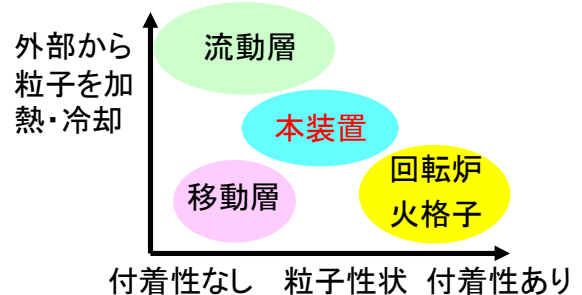 外部から
粒子を加
熱・冷却
流動層
本装置
移動層
回転炉
火格子
付着性なし 粒子性状 付着性あり